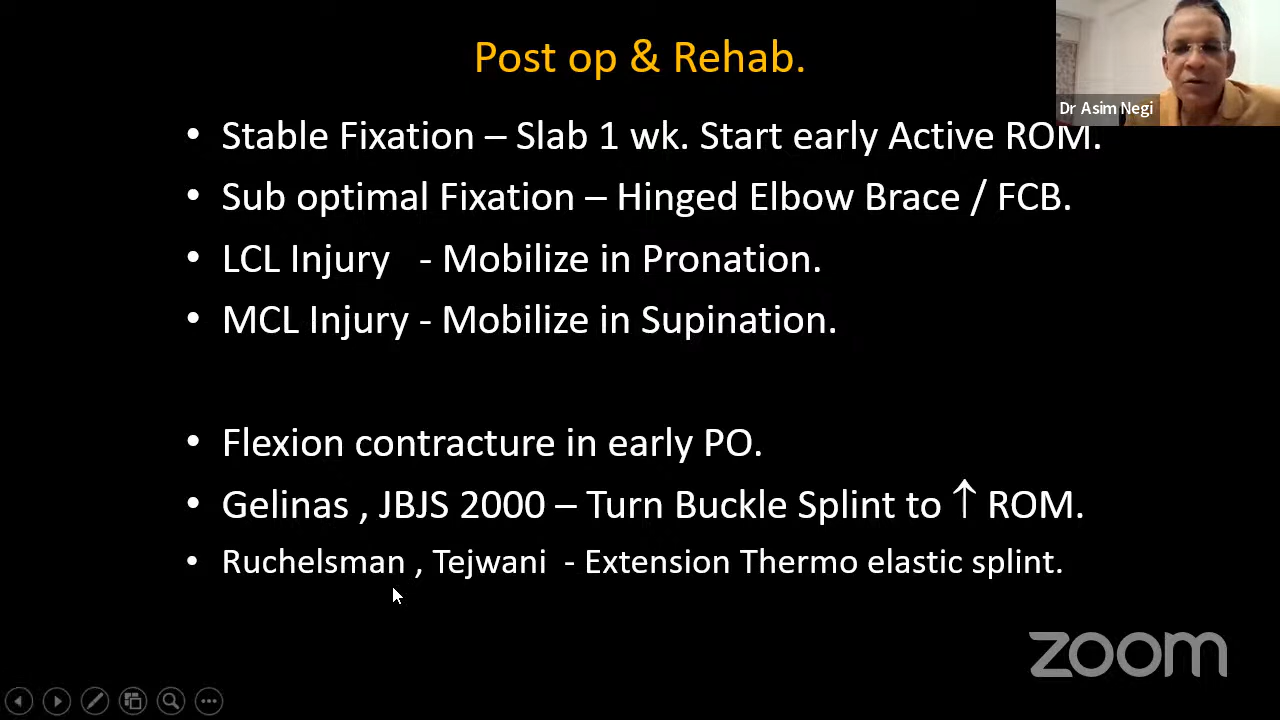 Post op & Rehab.
Dr Asim Negi
• Stable Fixation – Slab 1 wk. Start early Active ROM.
• Sub optimal Fixation – Hinged Elbow Brace / FCB.
• LCL Injury - Mobilize in Pronation.
• MCL Injury - Mobilize in Supination.
• Flexion contracture in early PO.
• Gelinas , JBJS 2000 – Turn Buckle Splint to ↑ ROM.
• Ruchelsman , Tejwani - Extension Thermo elastic splint.
zoom